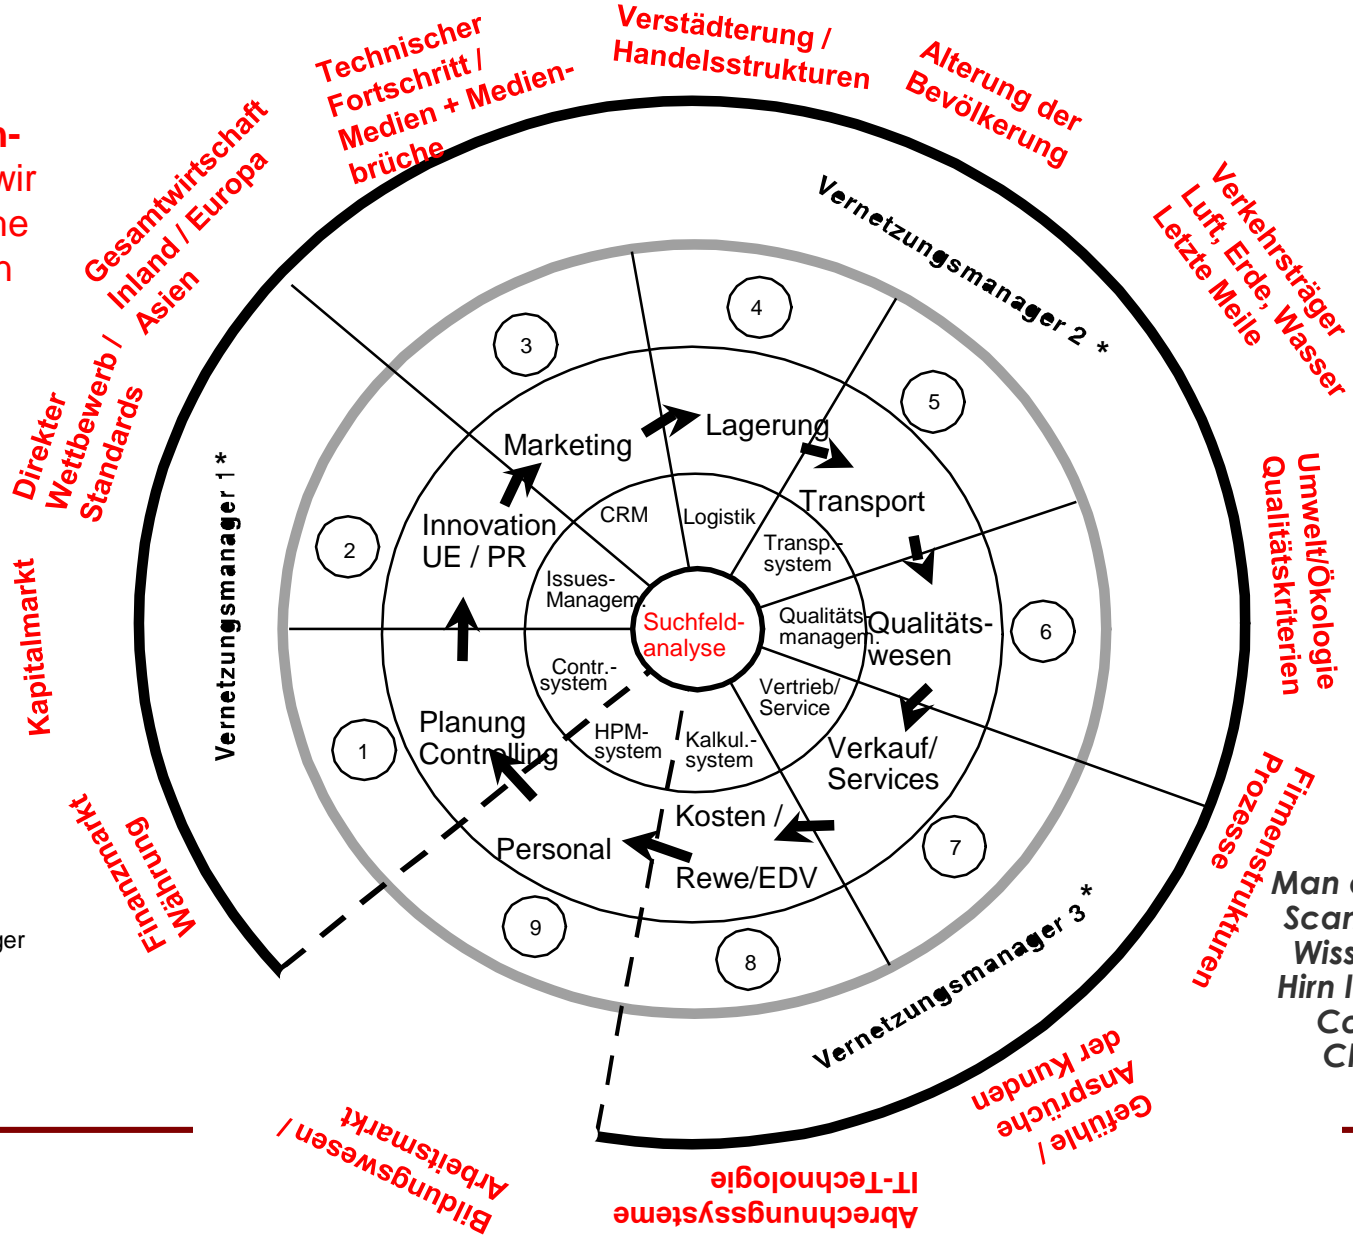 Technischer
Fortschritt /
Medien + Medien-
brüche
Verstädterung /
Handelsstrukturen
Alterung der
Bevölkerung
Verkehrsträger
Luft, Erde, Wasser
Letzte Meile
Umwelt/Ökologie
Qualitätskriterien
Firmenstrukturen
Prozesse
Gefühle /
Ansprüche
der Kunden
Abrechnungssysteme
IT-Technologie
Bildungswesen /
Arbeitsmarkt
Finanzmarkt
Währung
Kapitalmarkt
Direkter
Wettbewerb /
Standards
Gesamtwirtschaft
Inland / Europa
Asien
wir
Vernetzungsmanager 1 *
Vernetzungsmanager 2 *
Vernetzungsmanager 3 *
1
2
3
4
5
6
7
8
9
Marketing
Lagerung
Transport
Qualitäts-
wesen
Verkauf/
Services
Kosten /
Rewe/EDV
Personal
Planung
Controlling
Innovation
UE / PR
CRM
Logistik
Transp.-
system
Qualitäts-
managem.
Vertrieb/
Service
Kalkul.-
system
HPM-
system
Contr.-
system
Issues-
Managem.
Suchfeld-
analyse
Man
Hirn